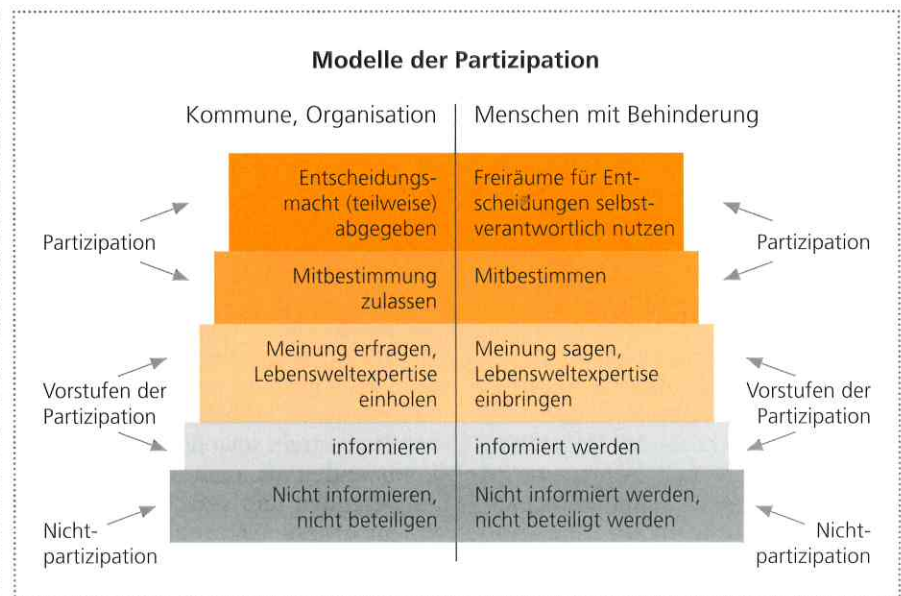 Modelle der Partizipation
Kommune, Organisation
Menschen mit Behinderung
Entscheidungs-
macht (teilweise)
abgegeben
Freiräume für Ent-
scheidungen selbst-
verantwortlich nutzen
Partizipation
Partizipation
Mitbestimmung
zulassen
Mitbestimmen
Meinung erfragen,
Lebensweltexpertise
einholen
Meinung sagen,
Lebensweltexpertise
einbringen
Vorstufen der
Partizipation
Vorstufen der
Partizipation
informieren
informiert werden
Nicht informieren,
nicht beteiligen
Nicht informiert werden,
nicht beteiligt werden
Nicht-
partizipation
Nicht-
partizipation